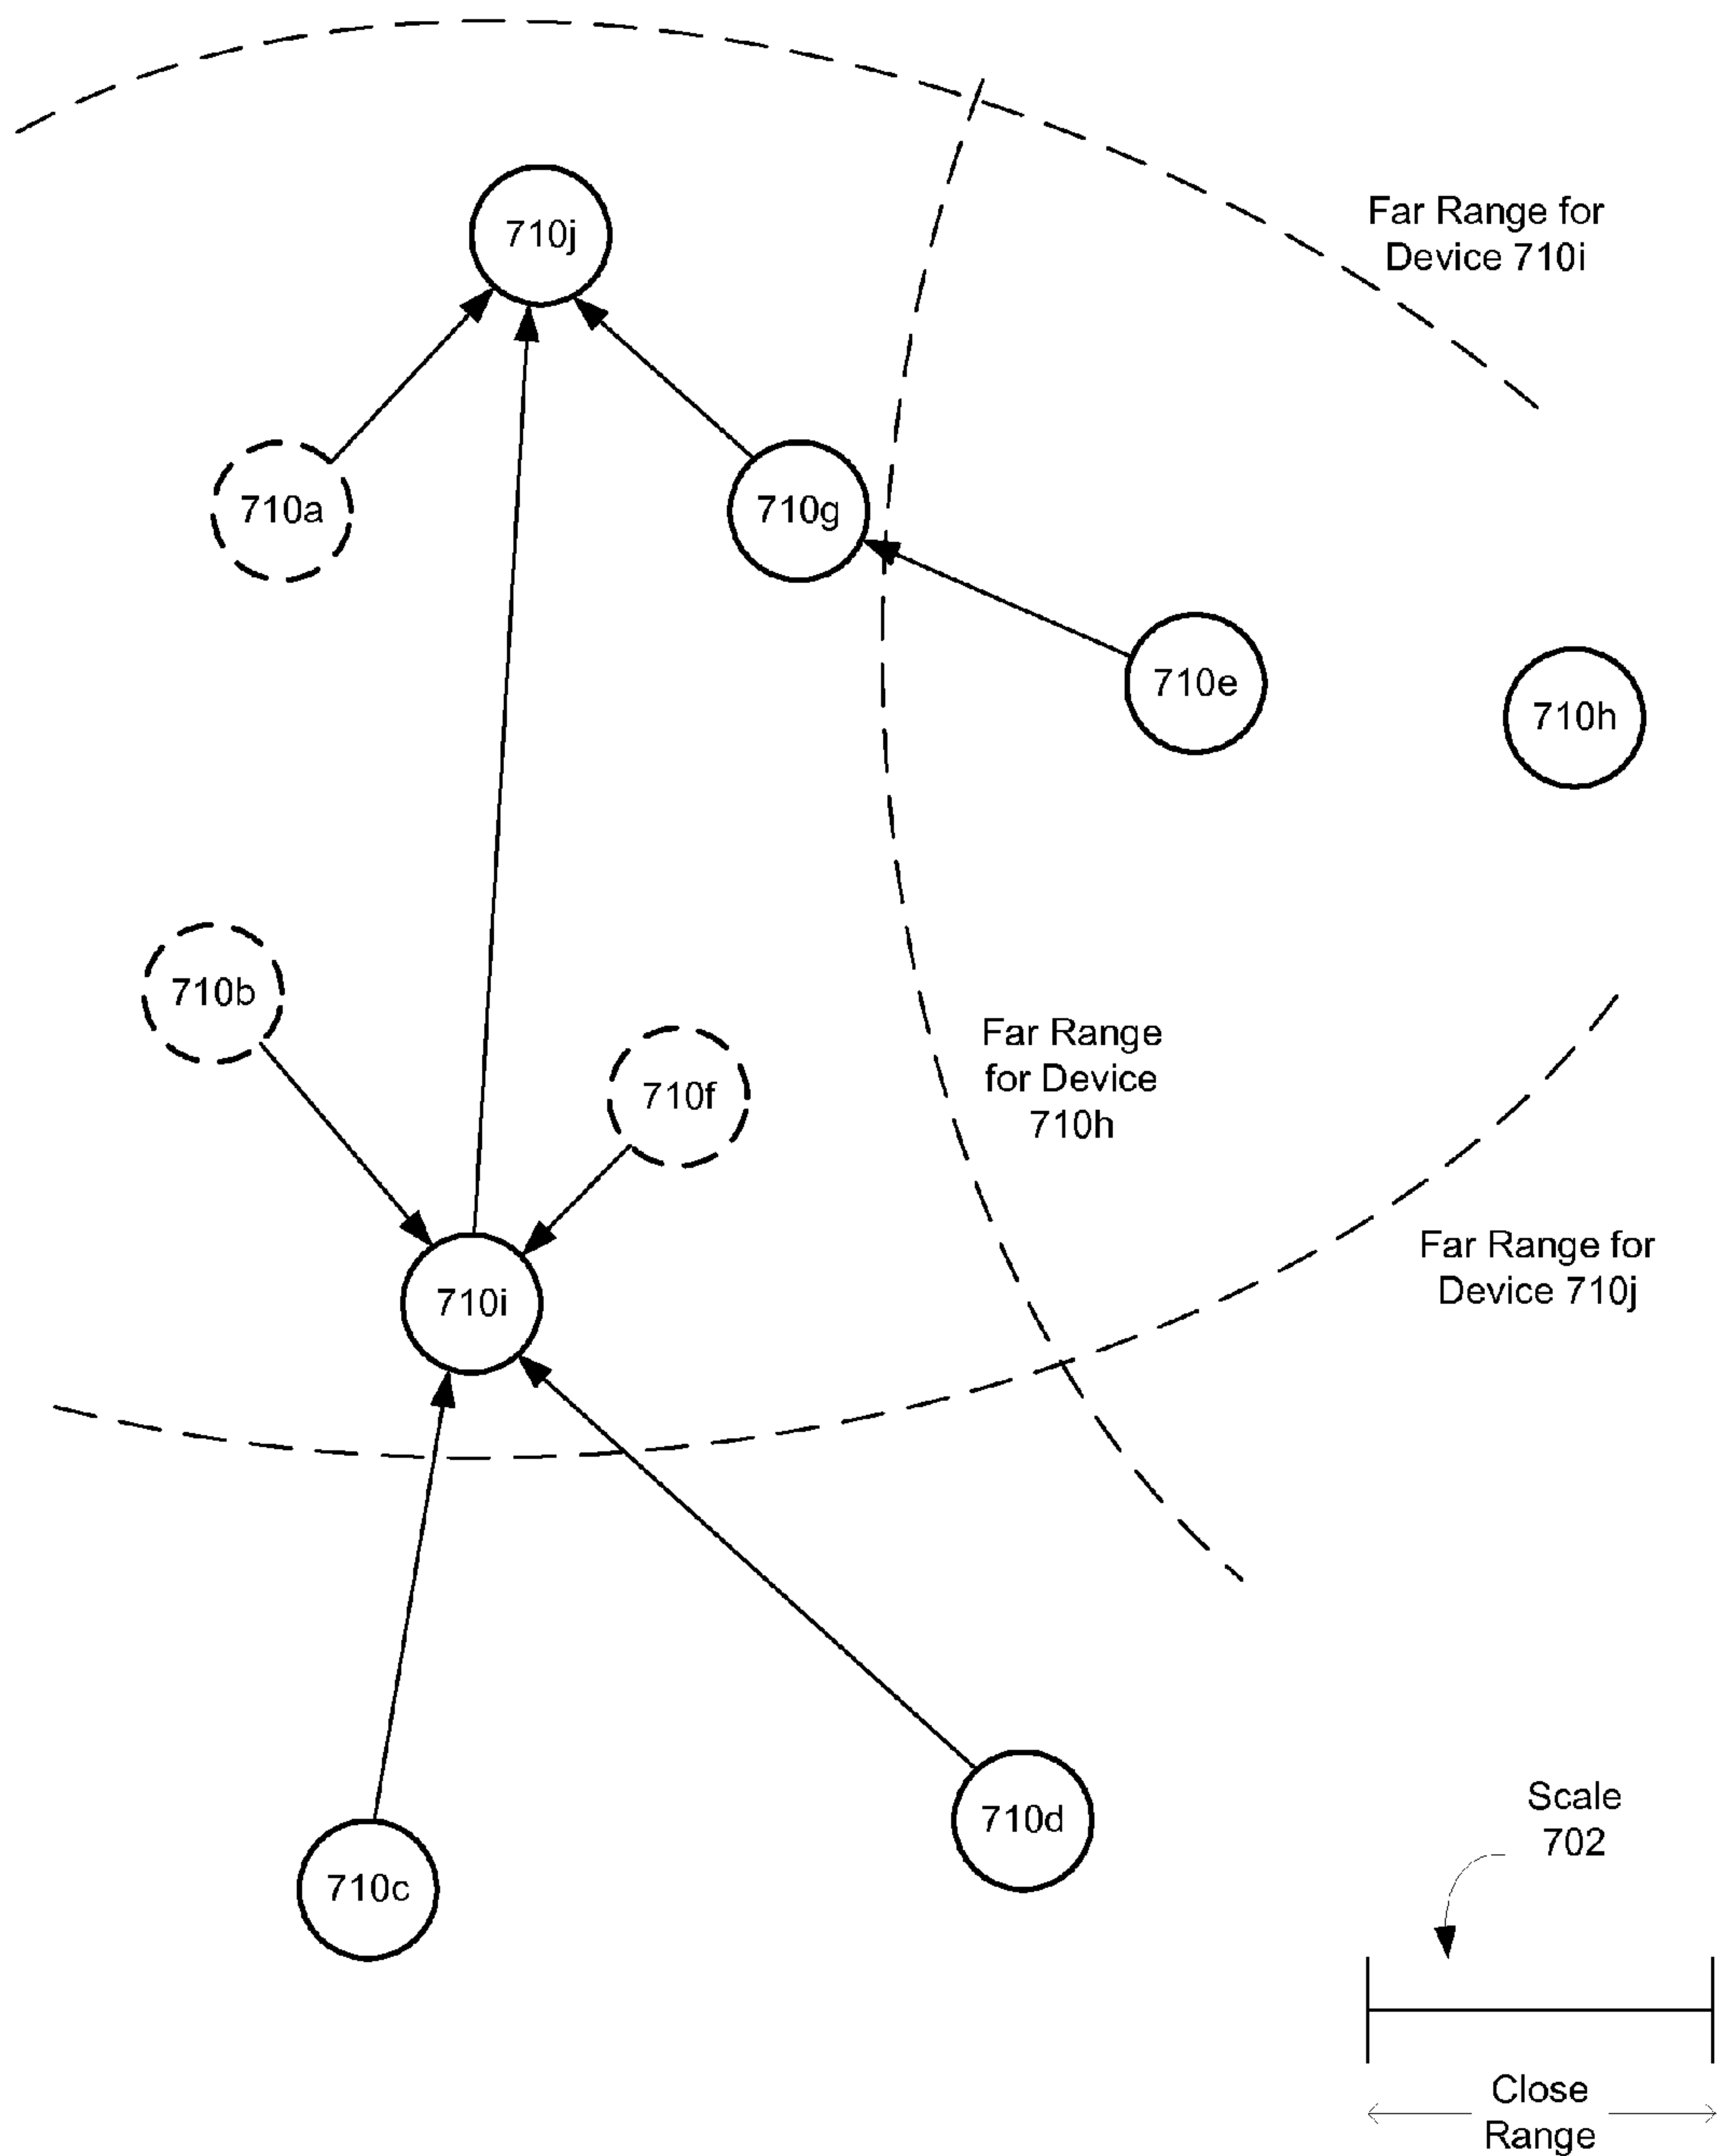 Far Range for
Device 710i
710j
710a
710g
710e
710h
710b
710f
Far Range
for Device
710h
710i
Far Range for
Device 710j
710d
710c
Scale
702
Close
Range